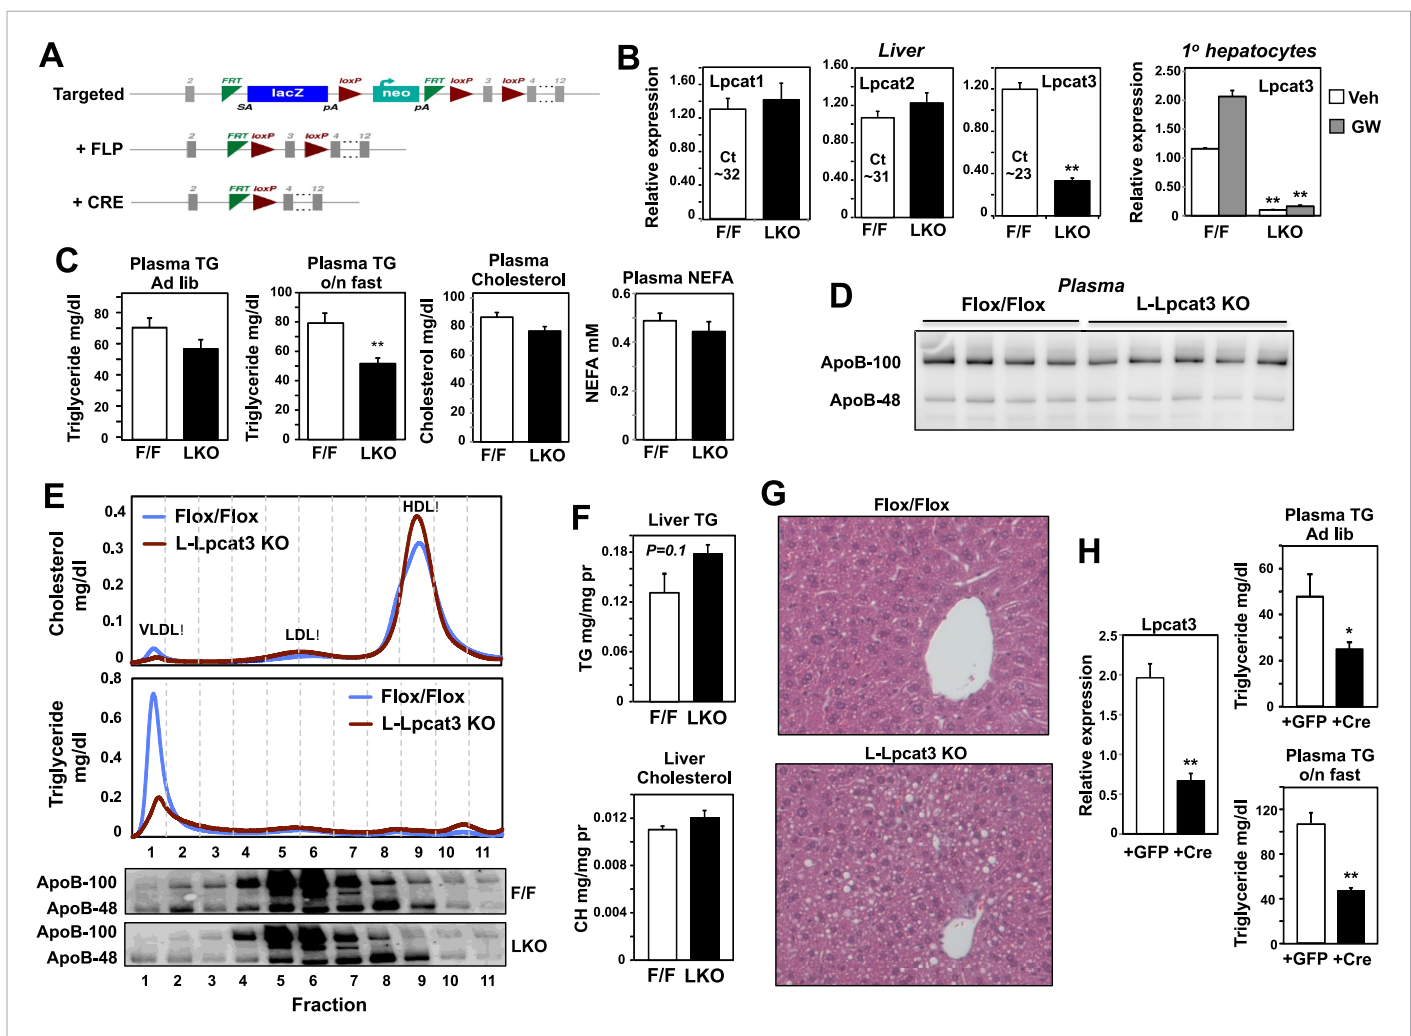 A
2 FRT loxP FRT loxP 3 loxP 4 12
Targeted lacZ neo
SA pA pA
2 FRT loxP 3 loxP 4 12
+ FLP
2 FRT loxP 4 12
+ CRE
B
Liver
1º hepatocytes
Relative expression
1.60
1.20
0.80
0.40
0
Lpcat1
Ct
~32
F/F LKO
1.60
1.20
0.80
0.40
0
Lpcat2
Ct
~31
F/F LKO
1.20
0.80
0.40
0
Lpcat3
Ct
~23
**
F/F LKO
Relative expression
2.50
2.00
1.50
1.00
0.50
0
Lpcat3
** **
F/F LKO
Veh
GW
C
Plasma TG
Ad lib
Triglyceride mg/dl
80
60
40
20
0
F/F LKO
Plasma TG
o/n fast
Triglyceride mg/dl
100
80
60
40
80
0
**
F/F LKO
Plasma
Cholesterol
Cholesterol mg/dl
100
80
60
40
20
0
F/F LKO
Plasma NEFA
NEFA mM
0.6
0.4
0.2
0
F/F LKO
D
Plasma
Flox/Flox L-Lpcat3 KO
ApoB-100
ApoB-48
E
Cholesterol
mg/dl
0.4
0.3
0.2
0.1
0
Flox/Flox
L-Lpcat3 KO
VLDL!
LDL!
HDL!
Triglyceride
mg/dl
0.8
0.6
0.4
0.2
0
Flox/Flox
L-Lpcat3 KO
1 2 3 4 5 6 7 8 9 10 11
ApoB-100
ApoB-48
F/F
ApoB-100
ApoB-48
LKO
1 2 3 4 5 6 7 8 9 10 11
Fraction
F
Liver TG
TG mg/mg pr
0.18
0.12
0.06
0
P=0.1
F/F LKO
Liver
Cholesterol
CH mg/mg pr
0.012
0.008
0.004
0
F/F LKO
G
Flox/Flox
L-Lpcat3 KO
H
Lpcat3
Relative expression
2.5
2.0
1.5
1.0
0.5
0
**
+GFP +Cre
Plasma TG
Ad lib
Triglyceride mg/dl
60
40
20
0
*
+GFP +Cre
Plasma TG
o/n fast
Triglyceride mg/dl
120
80
40
0
**
+GFP +Cre